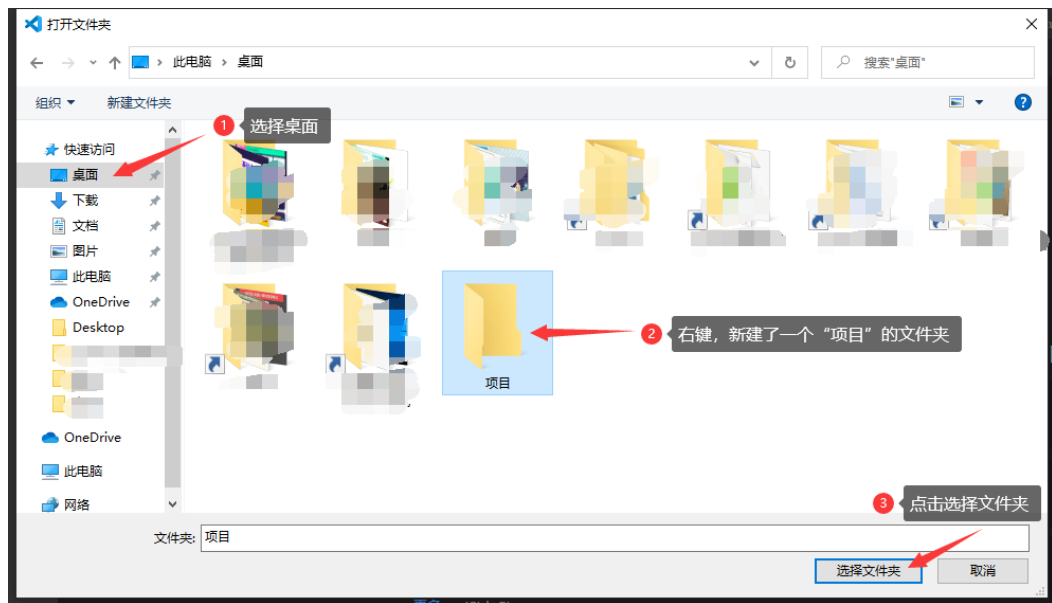 打开文件夹
此电脑 › 桌面
搜索"桌面"
组织
新建文件夹
1 选择桌面
快速访问
桌面
下载
文档
图片
此电脑
OneDrive
Desktop
OneDrive
此电脑
网络
2 右键，新建了一个“项目”的文件夹
项目
3 点击选择文件夹
文件夹: 项目
选择文件夹
取消